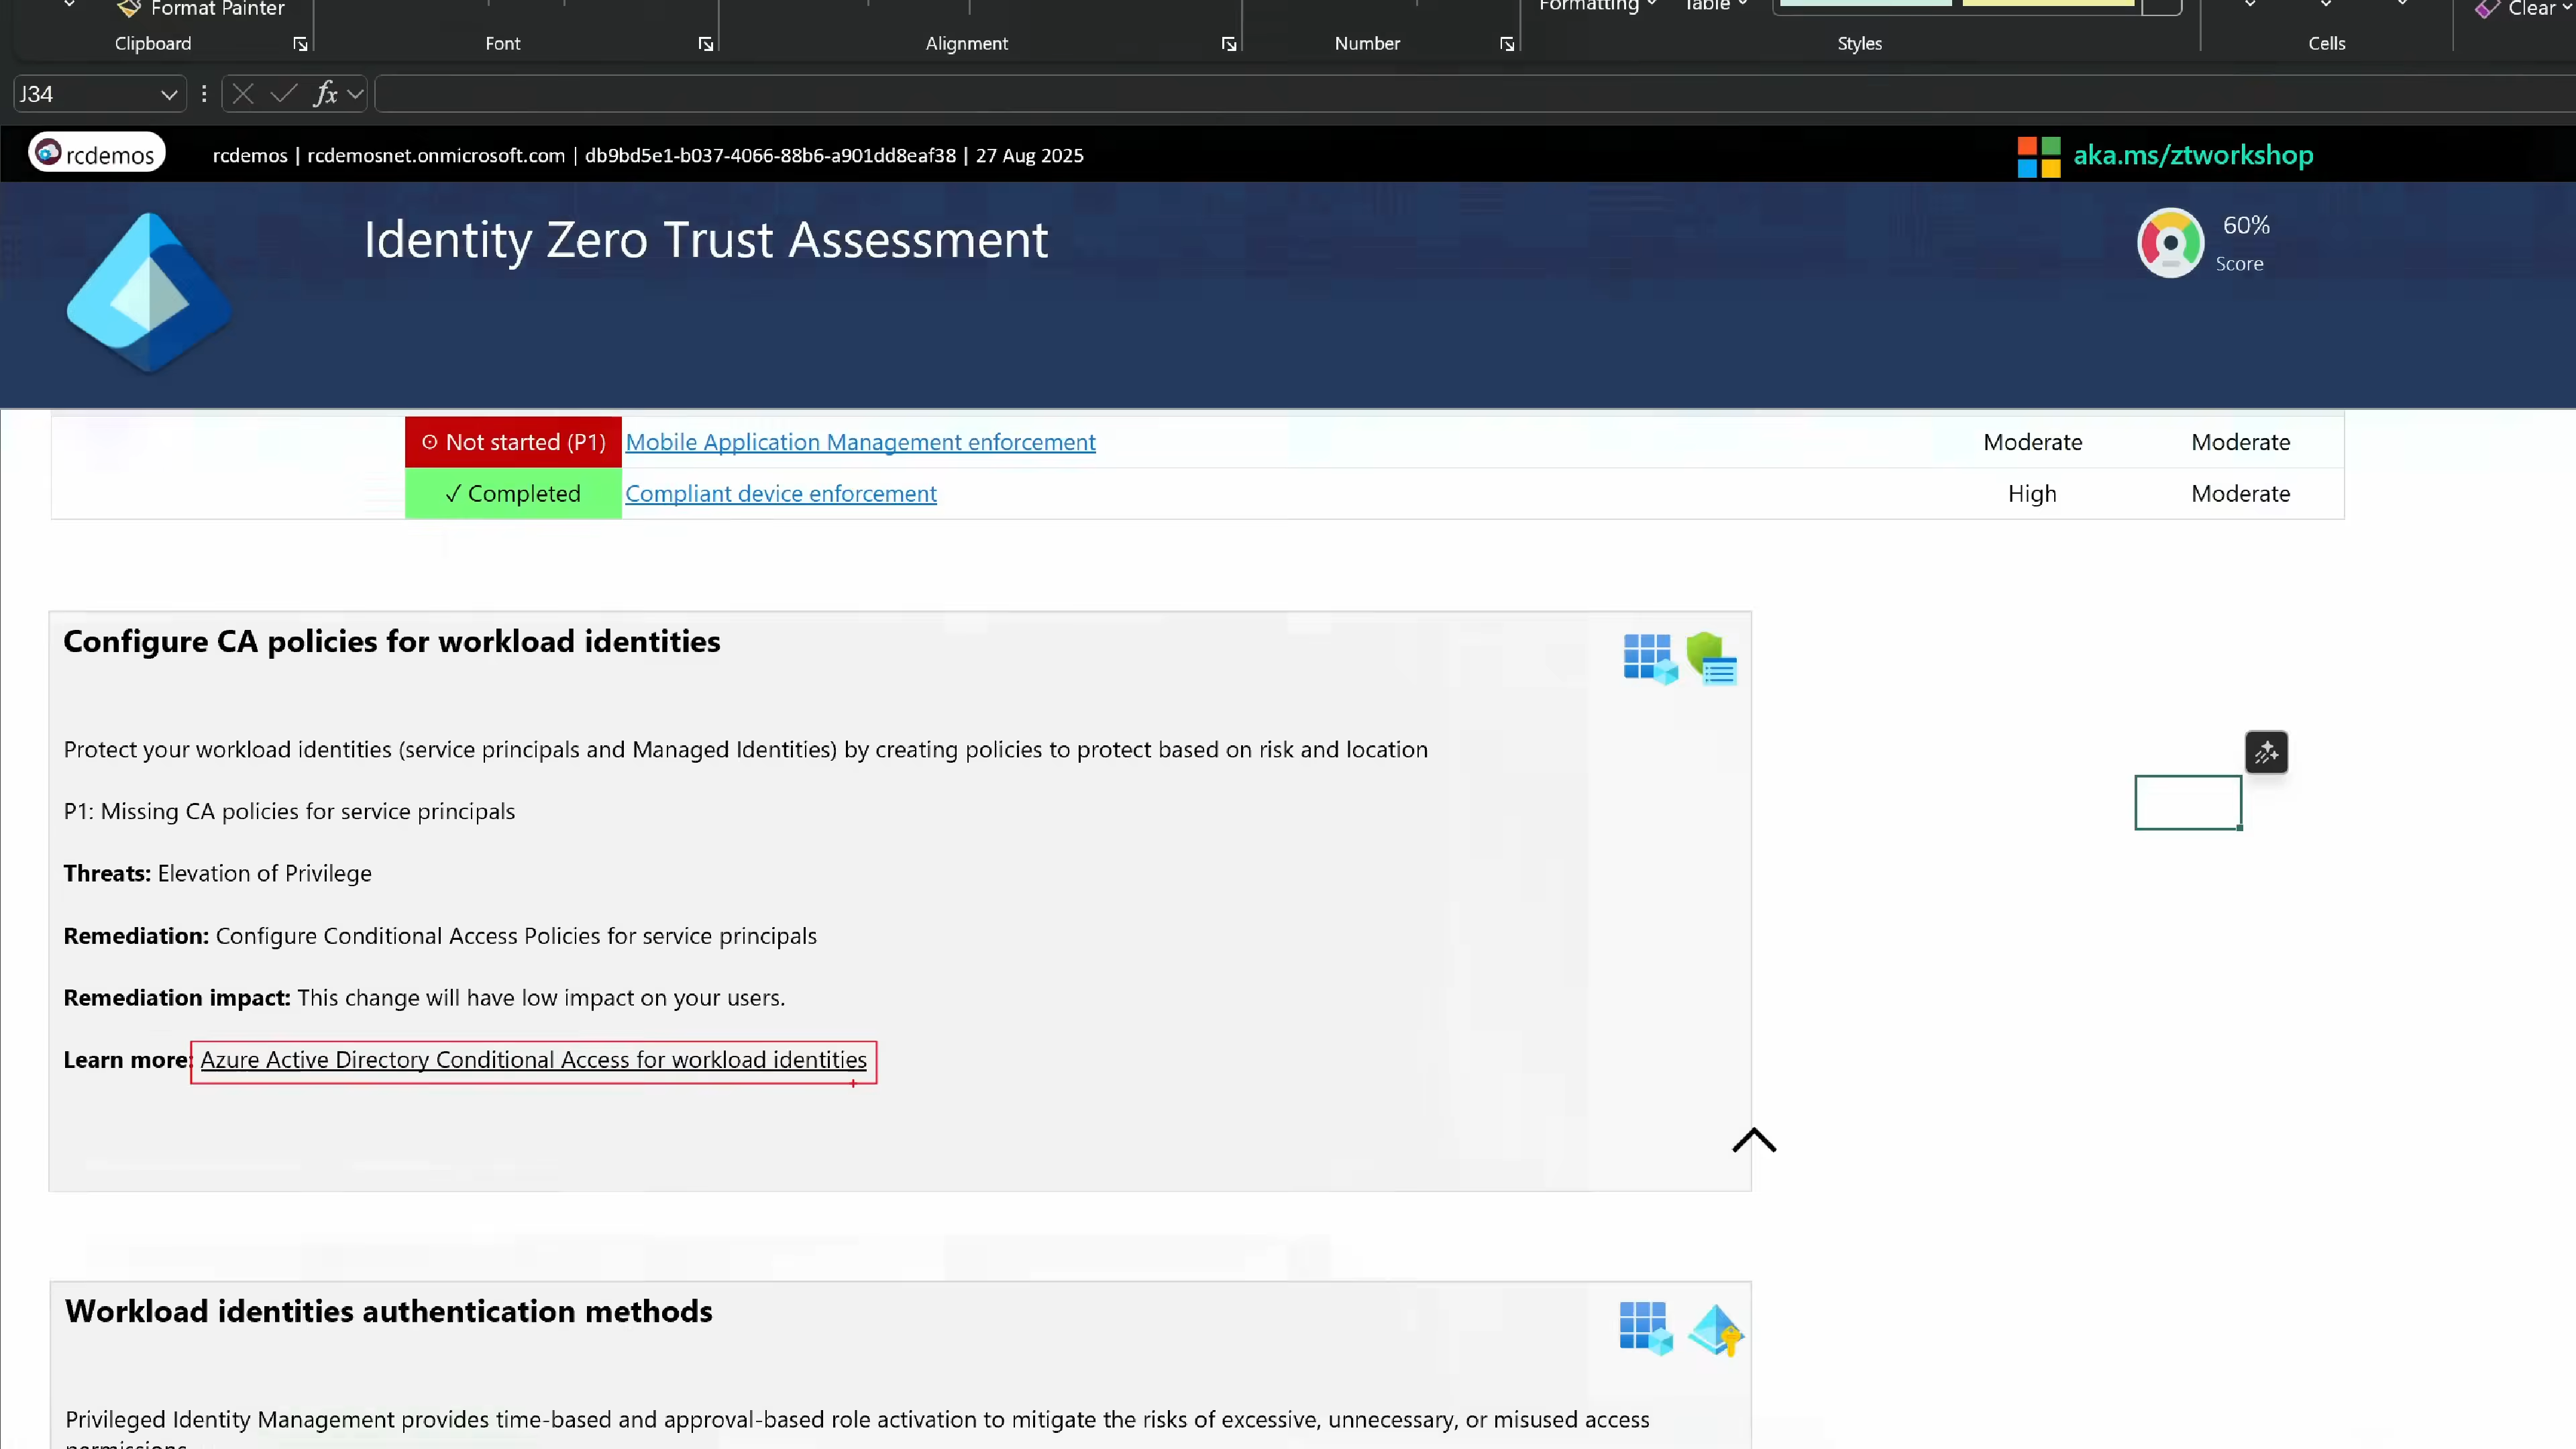 Format Painter
Formatting
Table
Clear
Clipboard
Font
Alignment
Number
Styles
Cells
J34
fx
rcdemos
rcdemos | rcdemosnet.onmicrosoft.com | db9bd5e1-b037-4066-88b6-a901dd8eaf38 | 27 Aug 2025
aka.ms/ztworkshop
Identity Zero Trust Assessment
60%
Score
Not started (P1) Mobile Application Management enforcement Moderate Moderate
✓ Completed Compliant device enforcement High Moderate
Configure CA policies for workload identities
Protect your workload identities (service principals and Managed Identities) by creating policies to protect based on risk and location
P1: Missing CA policies for service principals
Threats: Elevation of Privilege
Remediation: Configure Conditional Access Policies for service principals
Remediation impact: This change will have low impact on your users.
Learn more: Azure Active Directory Conditional Access for workload identities
Workload identities authentication methods
Privileged Identity Management provides time-based and approval-based role activation to mitigate the risks of excessive, unnecessary, or misused access
permissions